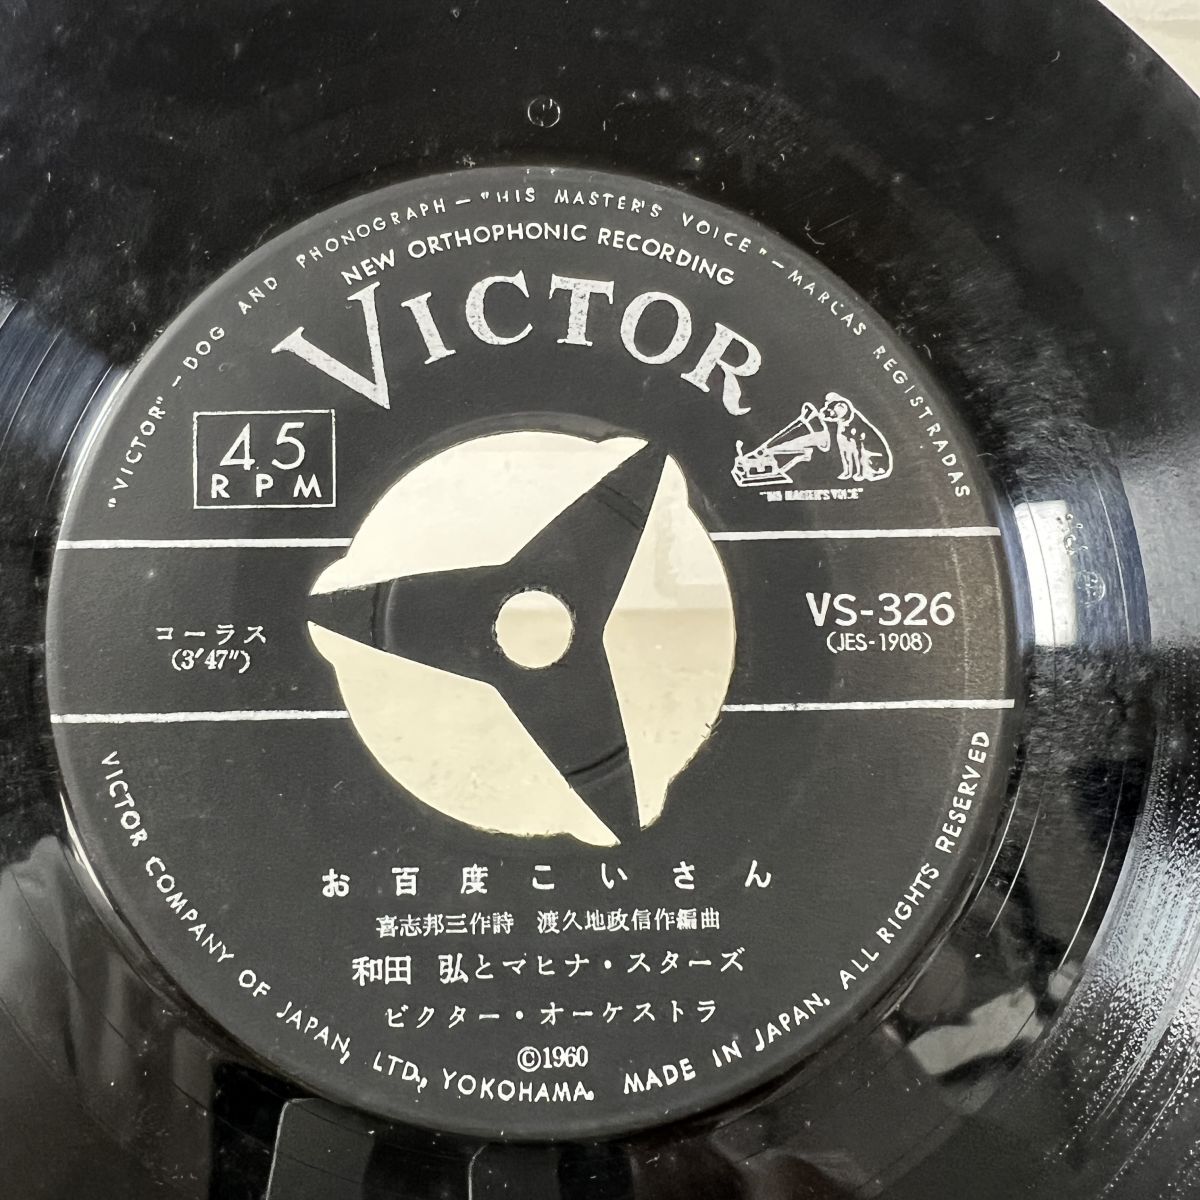 "VICTOR" – DOG AND PHONOGRAPH – "HIS MASTER'S VOICE" – MARCAS REGISTRADAS
NEW ORTHOPHONIC RECORDING
VICTOR
45
RPM
"HIS MASTER'S VOICE"
コーラス
(3′47″)
VS-326
(JES-1908)
お百度こいさん
喜志邦三作詩 渡久地政信作編曲
和田 弘とマヒナ・スターズ
ビクター・オーケストラ
©1960
VICTOR COMPANY OF JAPAN, LTD., YOKOHAMA. MADE IN JAPAN. ALL RIGHTS RESERVED